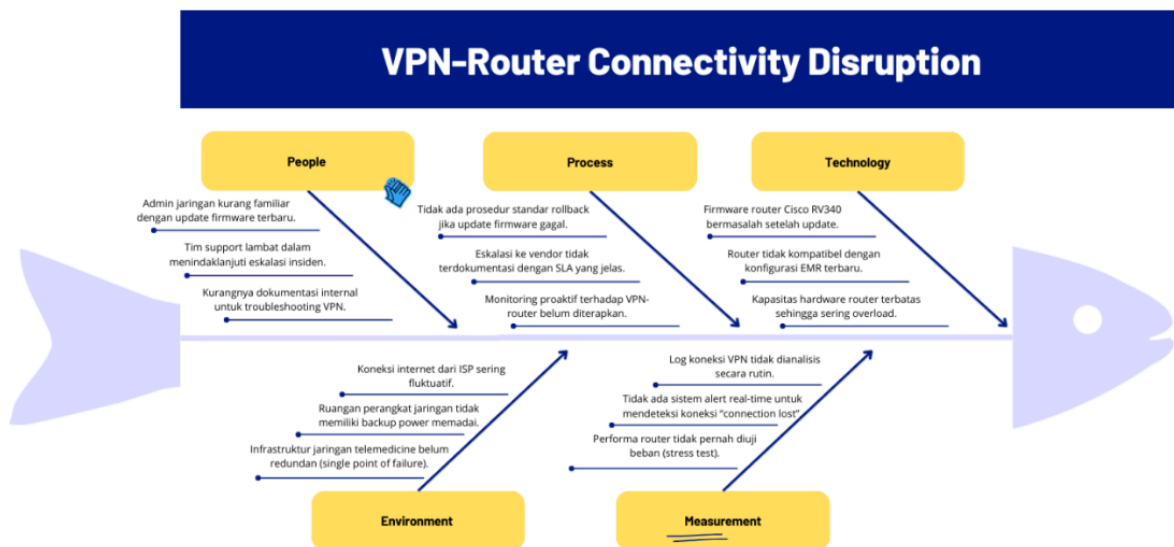 VPN-Router Connectivity Disruption
People
Admin jaringan kurang familiar
dengan update firmware terbaru.
Tim support lambat dalam
menindaklanjuti eskalasi insiden.
Kurangnya dokumentasi internal
untuk troubleshooting VPN.
Process
Tidak ada prosedur standar rollback
jika update firmware gagal.
Eskalasi ke vendor tidak
terdokumentasi dengan SLA yang jelas.
Monitoring proaktif terhadap VPN-
router belum diterapkan.
Technology
Firmware router Cisco RV340
bermasalah setelah update.
Router tidak kompatibel dengan
konfigurasi EMR terbaru.
Kapasitas hardware router terbatas
sehingga sering overload.
Koneksi internet dari ISP sering
fluktuatif.
Ruangan perangkat jaringan tidak
memiliki backup power memadai.
Infrastruktur jaringan telemedicine belum
redundan (single point of failure).
Environment
Log koneksi VPN tidak dianalisis
secara rutin.
Tidak ada sistem alert real-time untuk
mendeteksi koneksi “connection lost”
Performa router tidak pernah diuji
beban (stress test).
Measurement